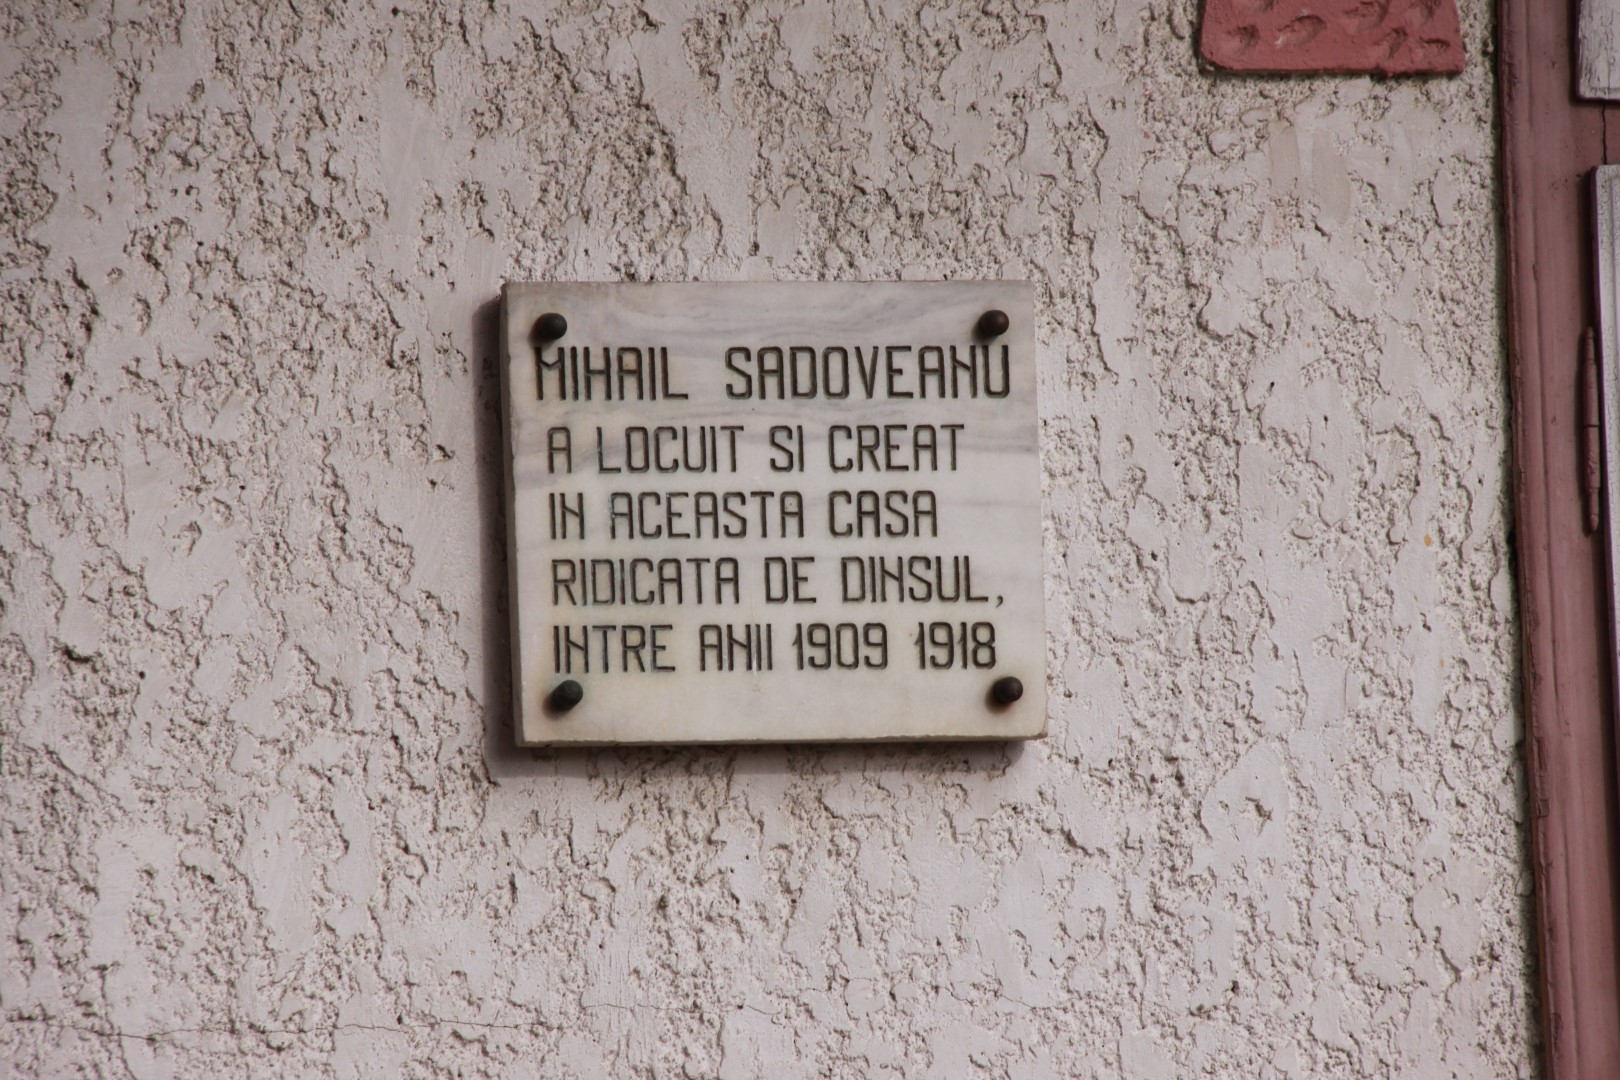 MIHAIL SADOVEANU
A LOCUIT SI CREAT
IN ACEASTA CASA
RIDICATA DE DINSUL,
INTRE ANII 1909 1918